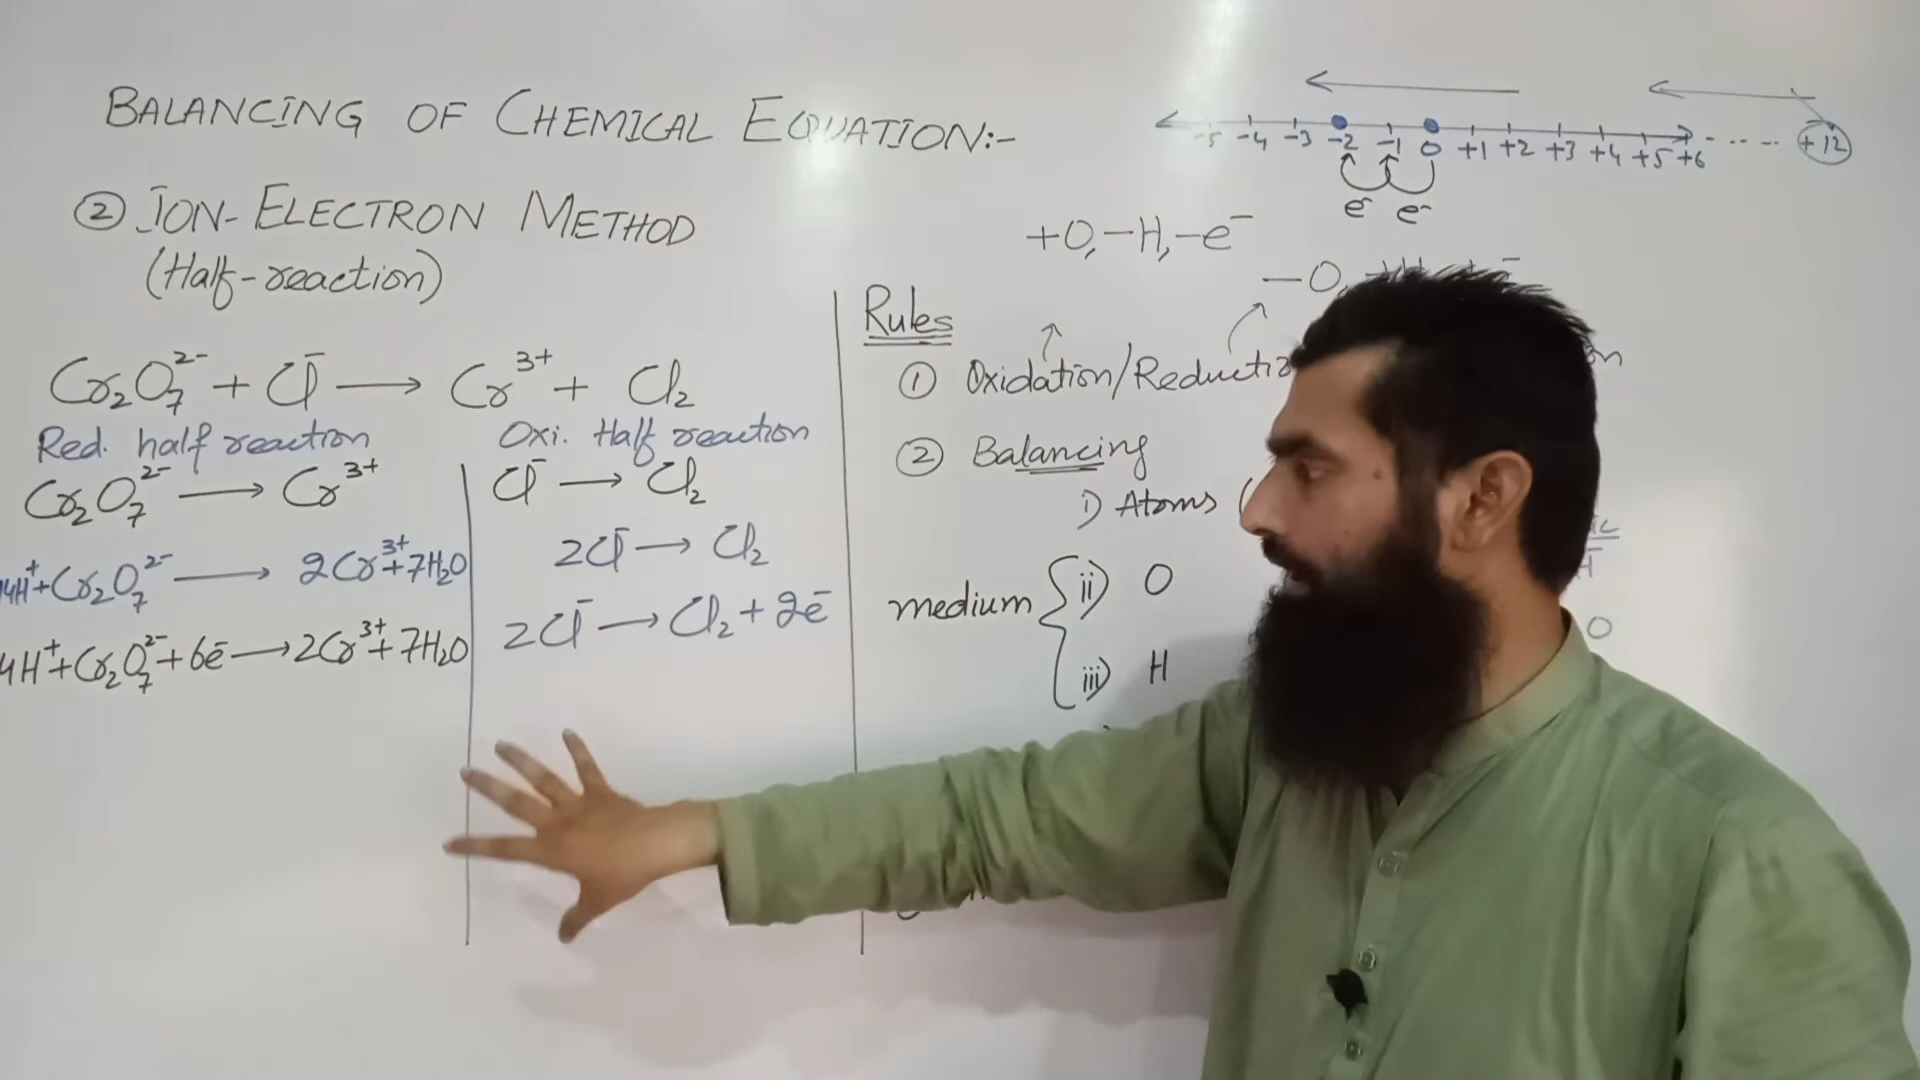 BALANCING OF CHEMICAL EQUATION:-
② ION-ELECTRON METHOD
(Half-reaction)
Cr₂O₇²⁻ + Cl⁻ ⟶ Cr³⁺ + Cl₂
Red. half reaction
Cr₂O₇²⁻ ⟶ Cr³⁺
14H⁺+Cr₂O₇²⁻ ⟶ 2Cr³⁺+7H₂O
14H⁺+Cr₂O₇²⁻+6e⁻ ⟶ 2Cr³⁺+7H₂O
Oxi. Half reaction
Cl⁻ ⟶ Cl₂
2Cl⁻ ⟶ Cl₂
2Cl⁻ ⟶ Cl₂ + 2e⁻
-5 -4 -3 -2 -1 0 +1 +2 +3 +4 +5 +6 ..... +12
e⁻ e⁻
+O, -H, -e⁻
-O,
Rules
① Oxidation/
② Balancing
i) Atoms (
medium { ii) O
iii) H